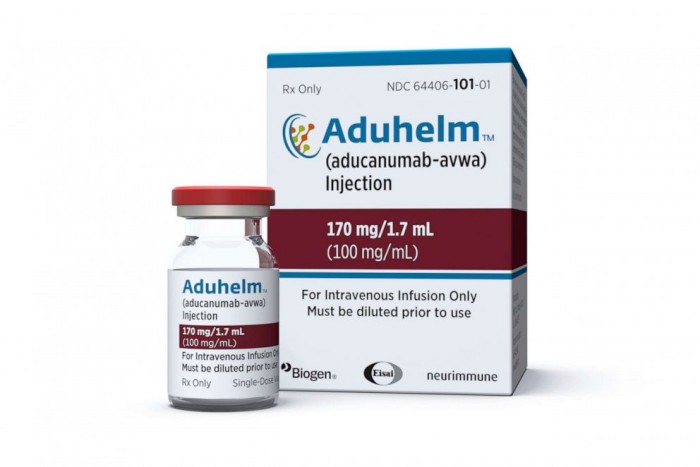 Rx Only
NDC 64406-101-01
Aduhelm™
(aducanumab-avwa)
Injection
170 mg/1.7 mL
(100 mg/mL)
For Intravenous Infusion Only
Must be diluted prior to use
Biogen®
Eisai
neurimmune
Aduhelm™
(aducanumab-avwa)
Injection
170 mg/1.7 mL
(100 mg/mL)
For Intravenous Infusion Only
Must be diluted prior to use
Rx Only
Single-Dose